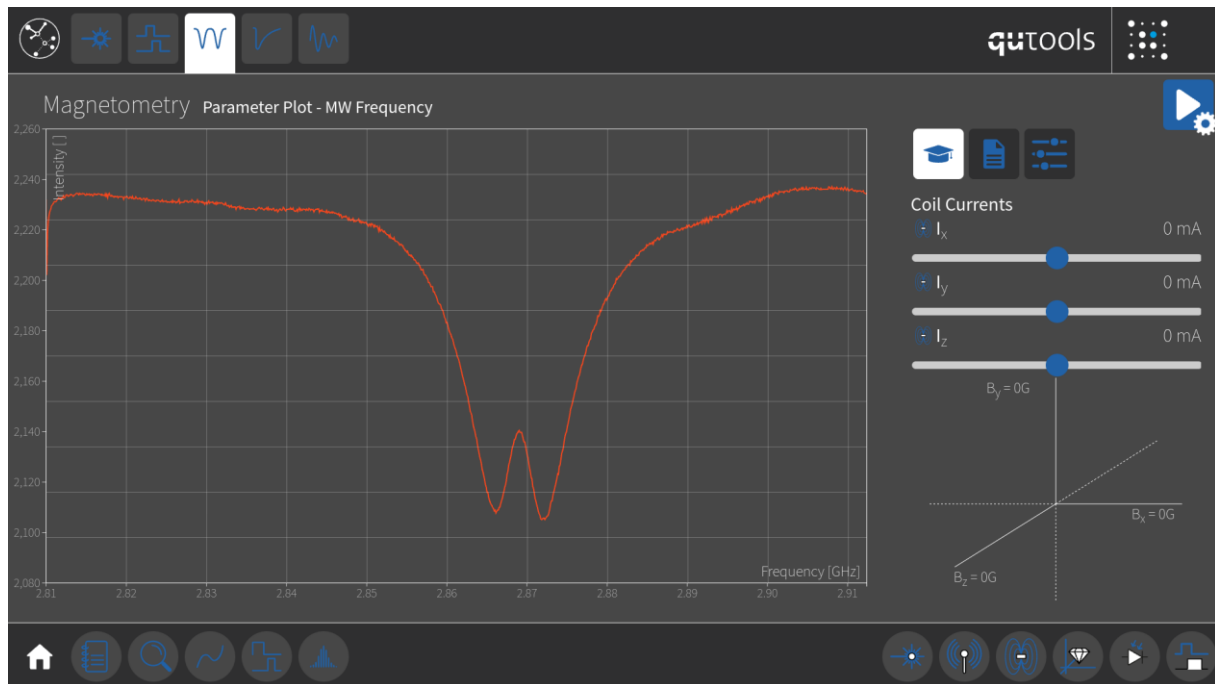 qutools
Magnetometry Parameter Plot - MW Frequency
2,260
Intensity [ ]
2,240
2,220
2,200
2,180
2,160
2,140
2,120
2,100
2,080
Frequency [GHz]
2.81 2.82 2.83 2.84 2.85 2.86 2.87 2.88 2.89 2.90 2.91
Coil Currents
- Ix 0 mA
- Iy 0 mA
- Iz 0 mA
By = 0G
Bx = 0G
Bz = 0G